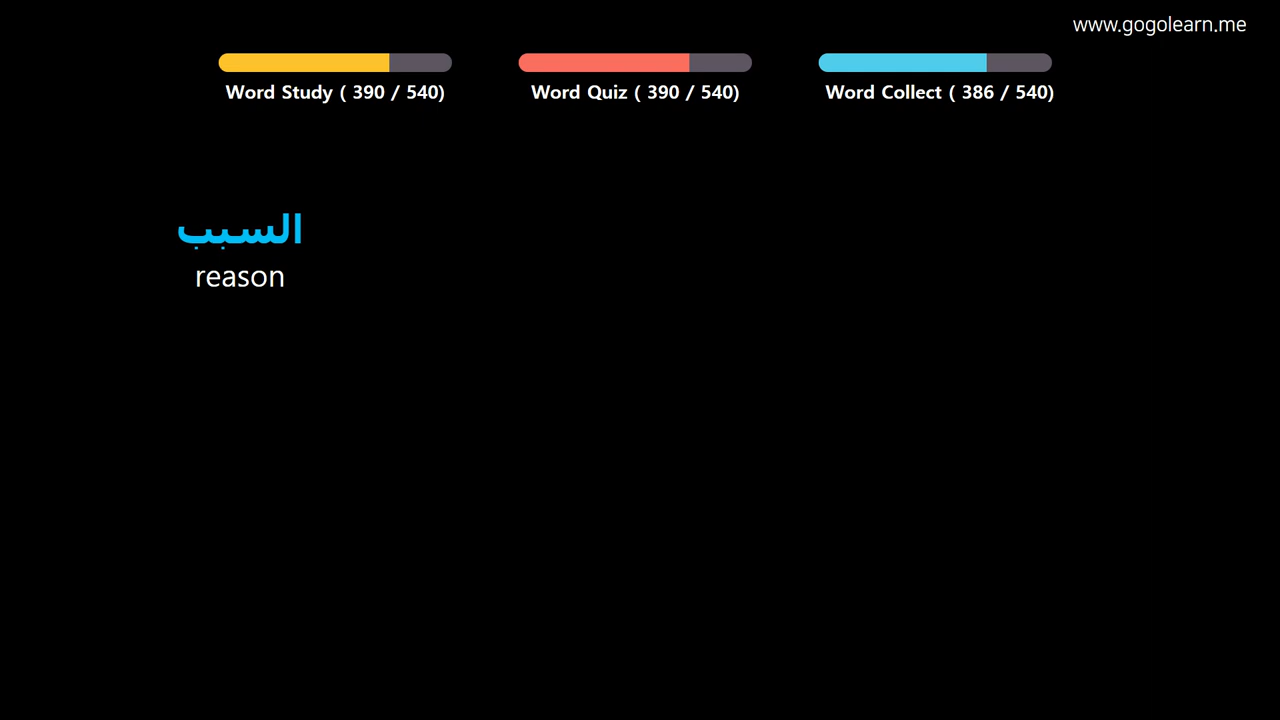 www.gogolearn.me
Word Study ( 390 / 540)
Word Quiz ( 390 / 540)
Word Collect ( 386 / 540)
السبب
reason